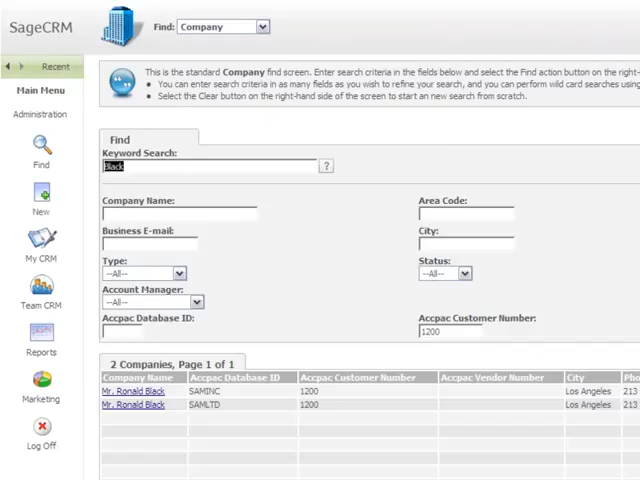 SageCRM
Find: Company
Recent
Main Menu
Administration
Find
New
My CRM
Team CRM
Reports
Marketing
Log Off
This is the standard Company find screen. Enter search criteria in the fields below and select the Find action button on the right-
You can enter search criteria in as many fields as you wish to refine your search, and you can perform wild card searches using
Select the Clear button on the right-hand side of the screen to start an new search from scratch.
Find
Keyword Search:
Black
?
Company Name: Area Code:
Business E-mail: City:
Type: Status:
--All-- --All--
Account Manager:
--All--
Accpac Database ID: Accpac Customer Number:
1200
2 Companies, Page 1 of 1
Company Name Accpac Database ID Accpac Customer Number Accpac Vendor Number City Pho
Mr. Ronald Black SAMINC 1200 Los Angeles 213
Mr. Ronald Black SAMLTD 1200 Los Angeles 213